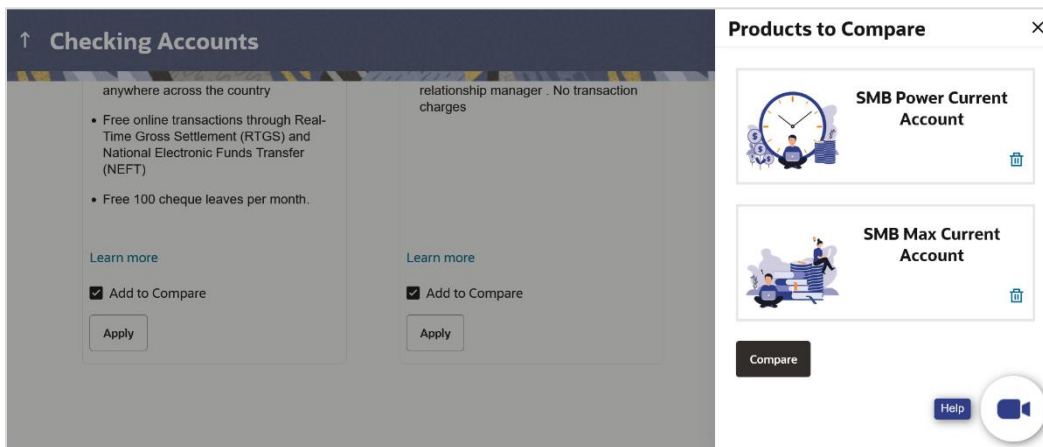 Checking Accounts
anywhere across the country
• Free online transactions through Real-
Time Gross Settlement (RTGS) and
National Electronic Funds Transfer
(NEFT)
• Free 100 cheque leaves per month.
Learn more
Add to Compare
Apply
relationship manager . No transaction
charges
Learn more
Add to Compare
Apply
Products to Compare
SMB Power Current
Account
SMB Max Current
Account
Compare
Help